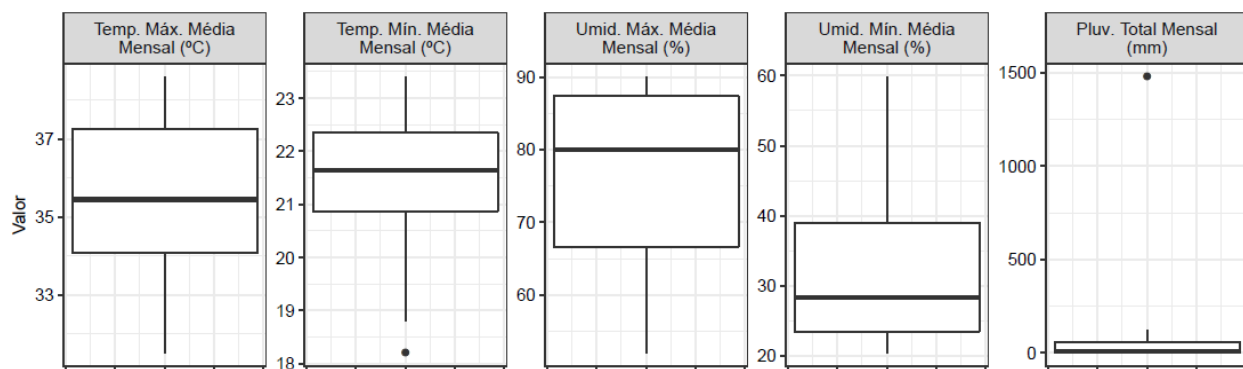 Temp. Máx. Média
Mensal (ºC)
Temp. Mín. Média
Mensal (ºC)
Umid. Máx. Média
Mensal (%)
Umid. Mín. Média
Mensal (%)
Pluv. Total Mensal
(mm)
Valor
37
35
33
23
22
21
20
19
18
90
80
70
60
60
50
40
30
20
1500
1000
500
0